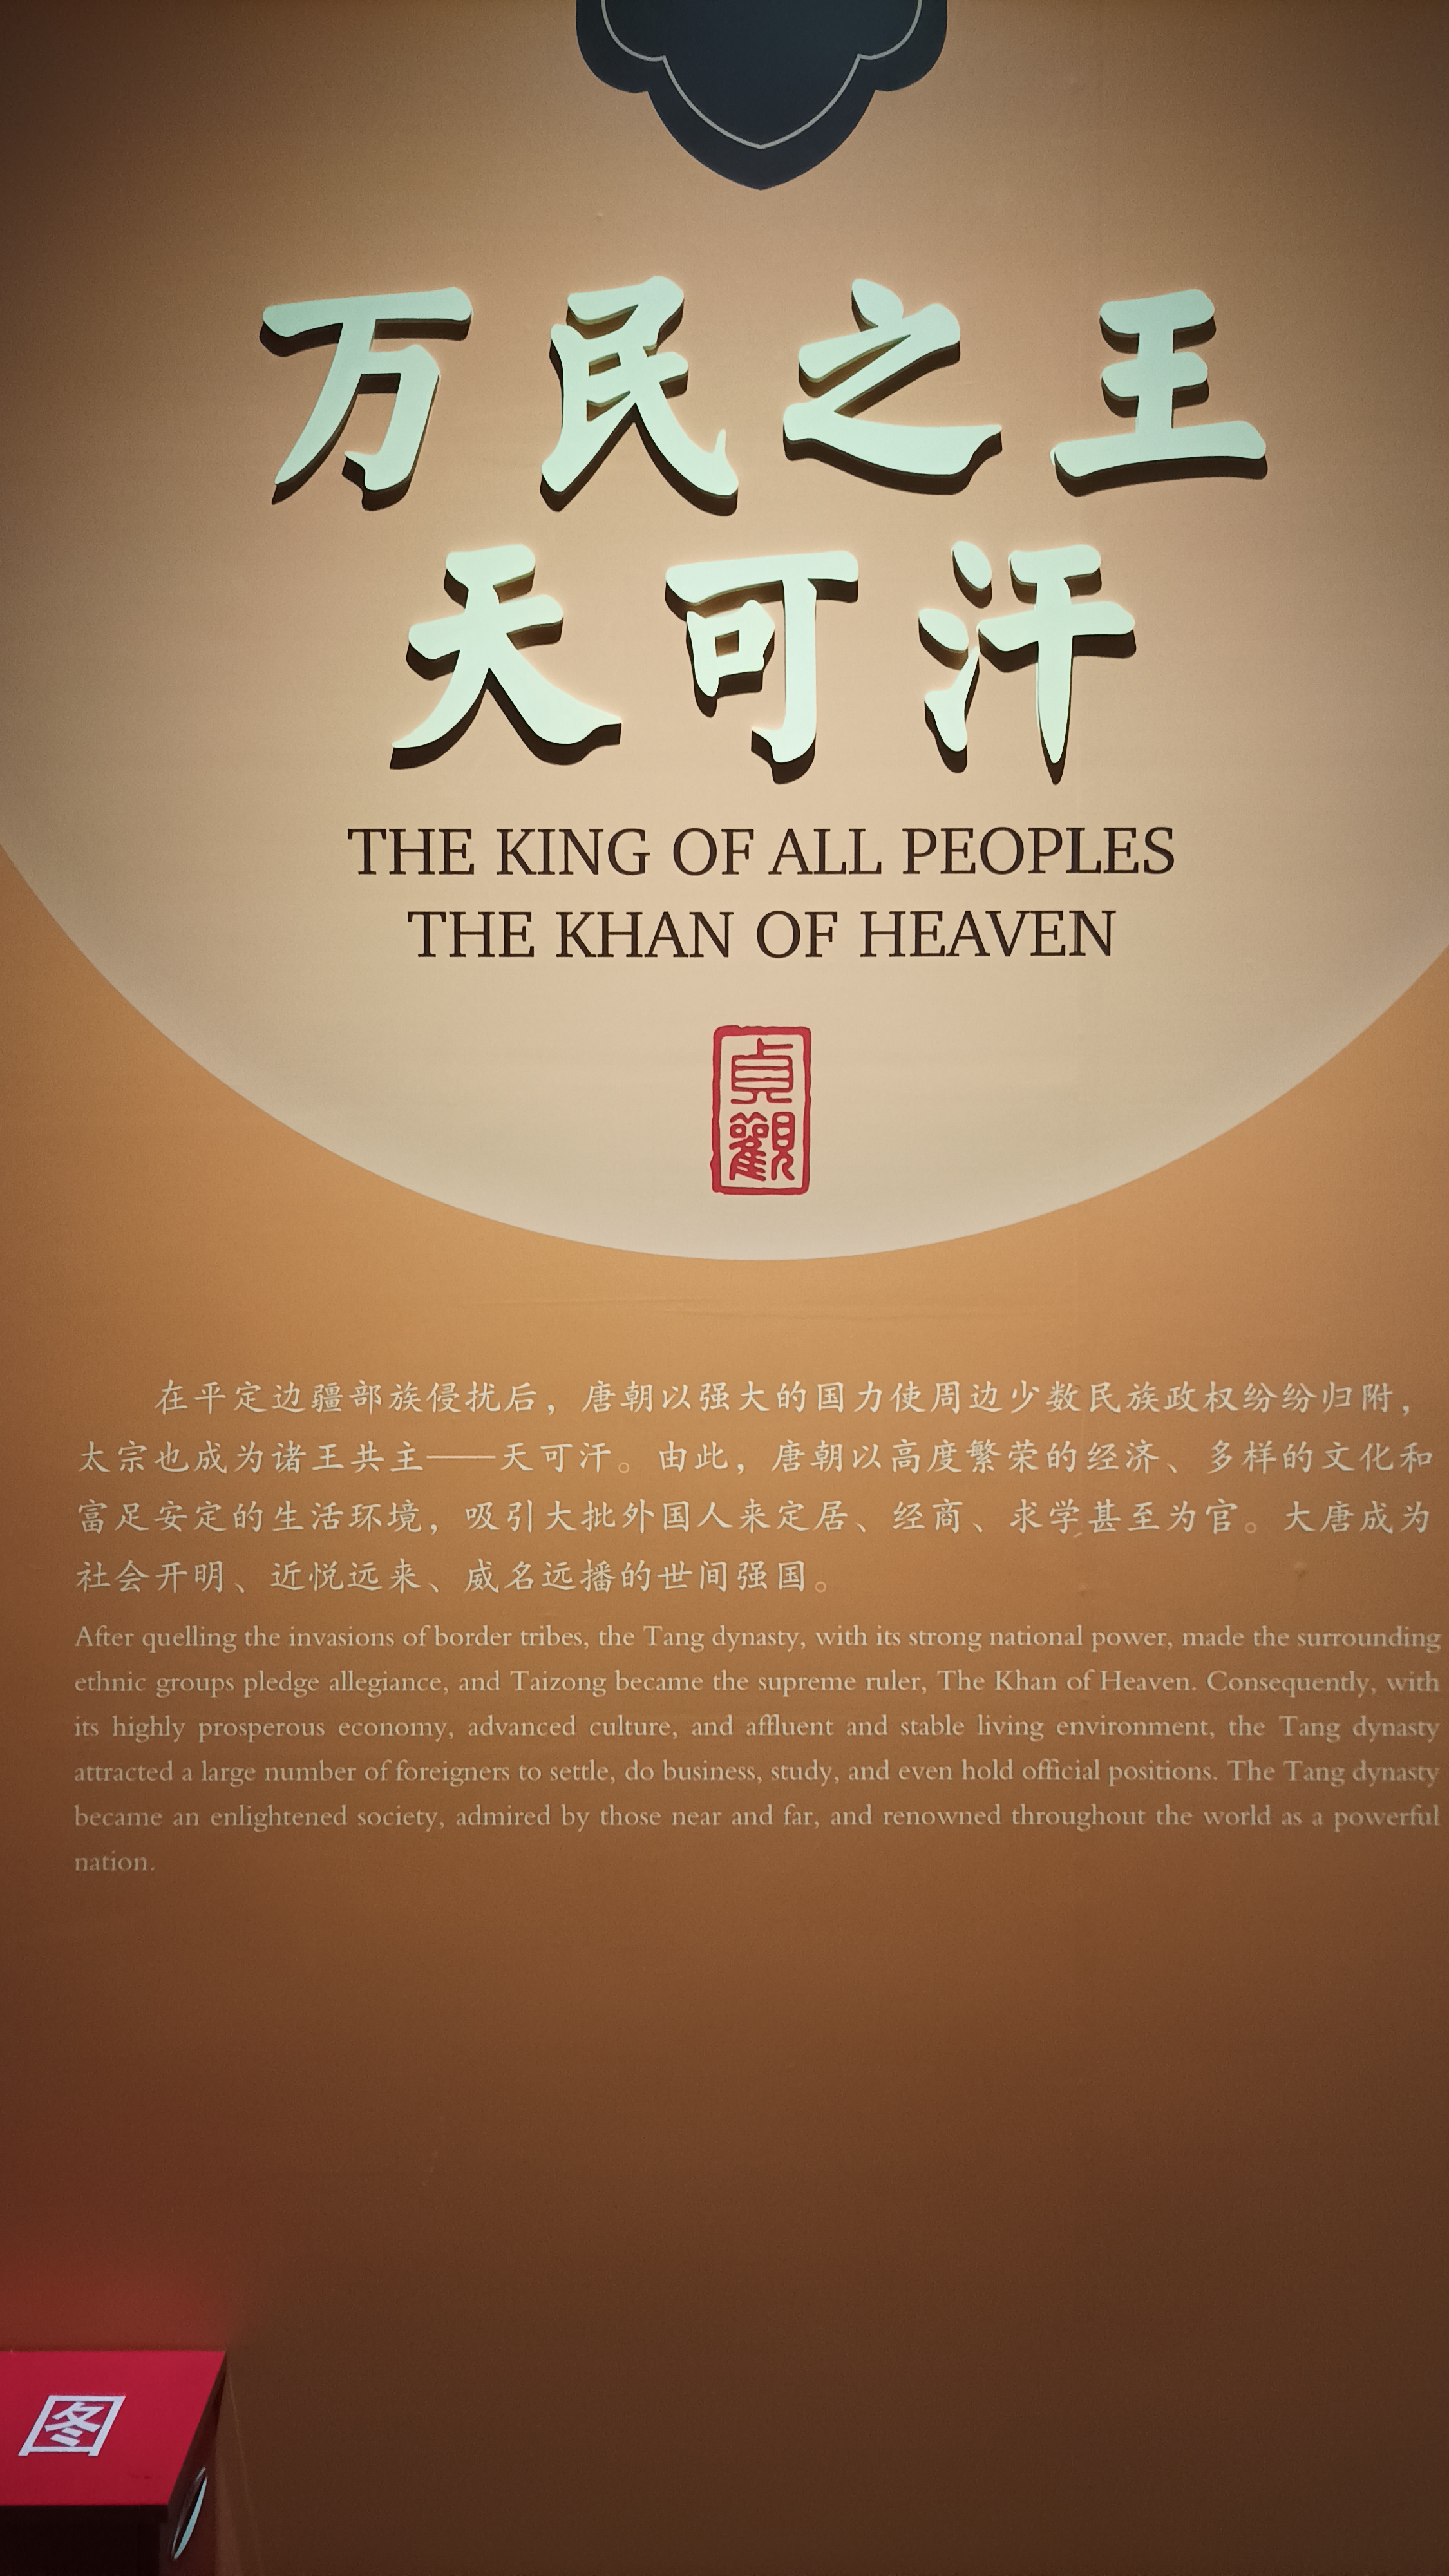 万民之王
天可汗
THE KING OF ALL PEOPLES
THE KHAN OF HEAVEN
貞
觀
在平定边疆部族侵扰后，唐朝以强大的国力使周边少数民族政权纷纷归附，
太宗也成为诸王共主——天可汗。由此，唐朝以高度繁荣的经济、多样的文化和
富足安定的生活环境，吸引大批外国人来定居、经商、求学甚至为官。大唐成为
社会开明、近悦远来、威名远播的世间强国。
After quelling the invasions of border tribes, the Tang dynasty, with its strong national power, made the surrounding
ethnic groups pledge allegiance, and Taizong became the supreme ruler, The Khan of Heaven. Consequently, with
its highly prosperous economy, advanced culture, and affluent and stable living environment, the Tang dynasty
attracted a large number of foreigners to settle, do business, study, and even hold official positions. The Tang dynasty
became an enlightened society, admired by those near and far, and renowned throughout the world as a powerful
nation.
图